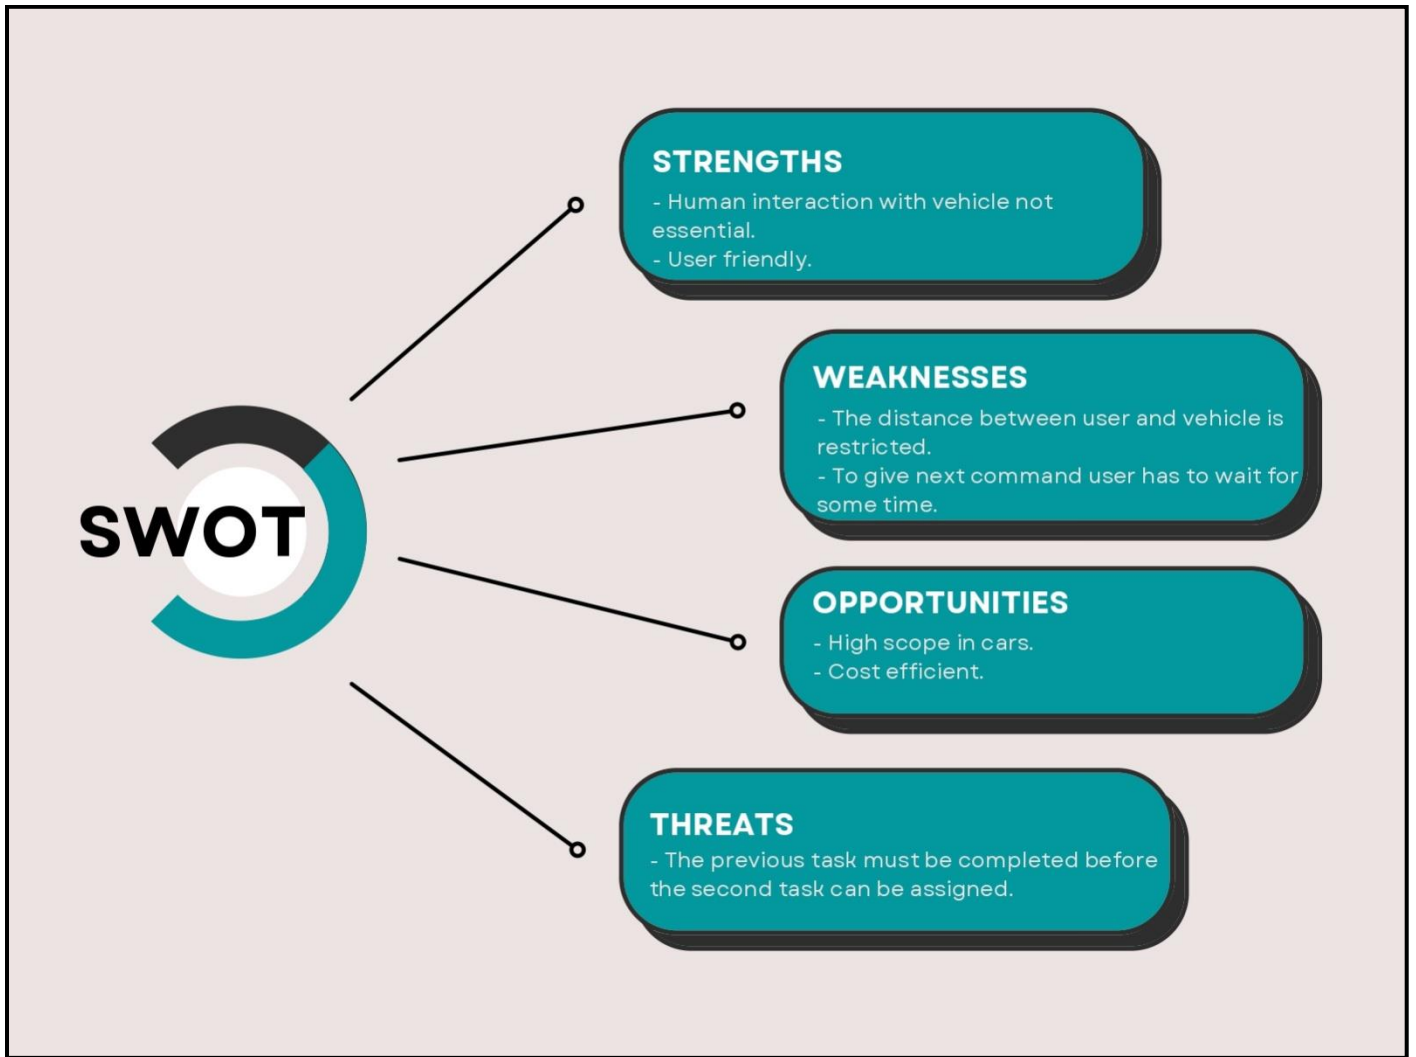 SWOT
STRENGTHS
- Human interaction with vehicle not
essential.
- User friendly.
WEAKNESSES
- The distance between user and vehicle is
restricted.
- To give next command user has to wait for
some time.
OPPORTUNITIES
- High scope in cars.
- Cost efficient.
THREATS
- The previous task must be completed before
the second task can be assigned.